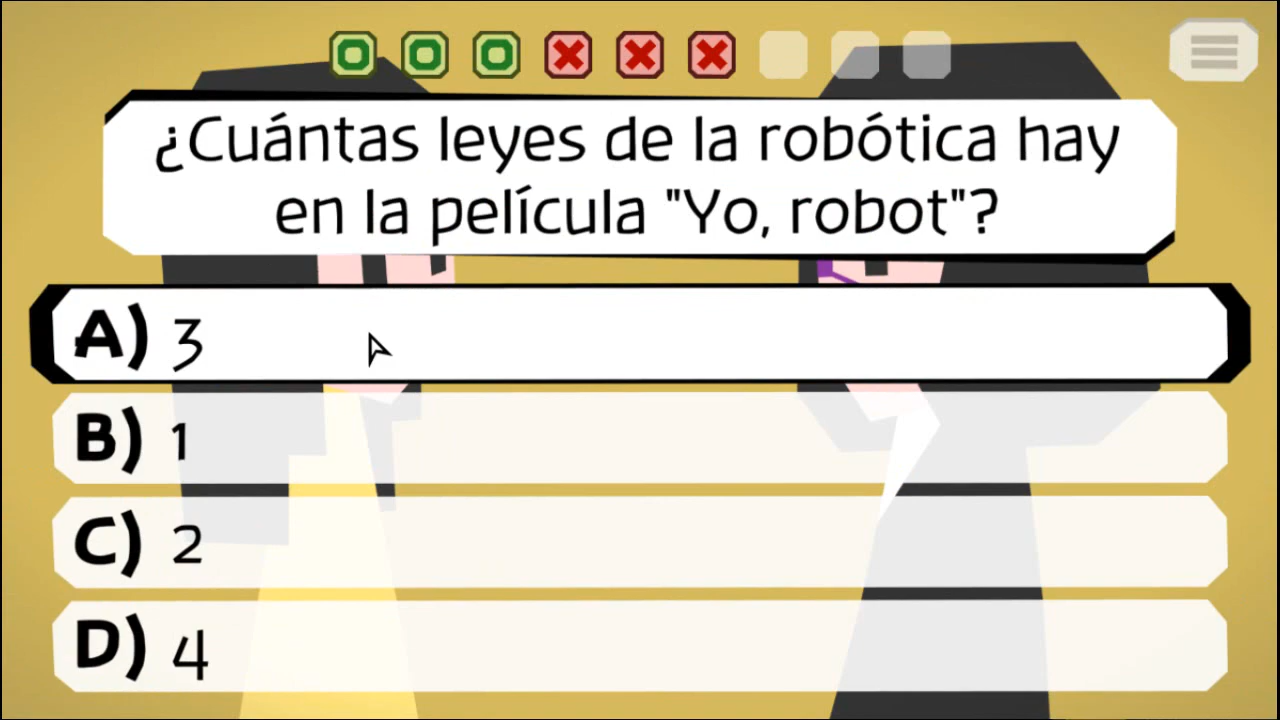 ¿Cuántas leyes de la robótica hay
en la película "Yo, robot"?
A) 3
B) 1
C) 2
D) 4